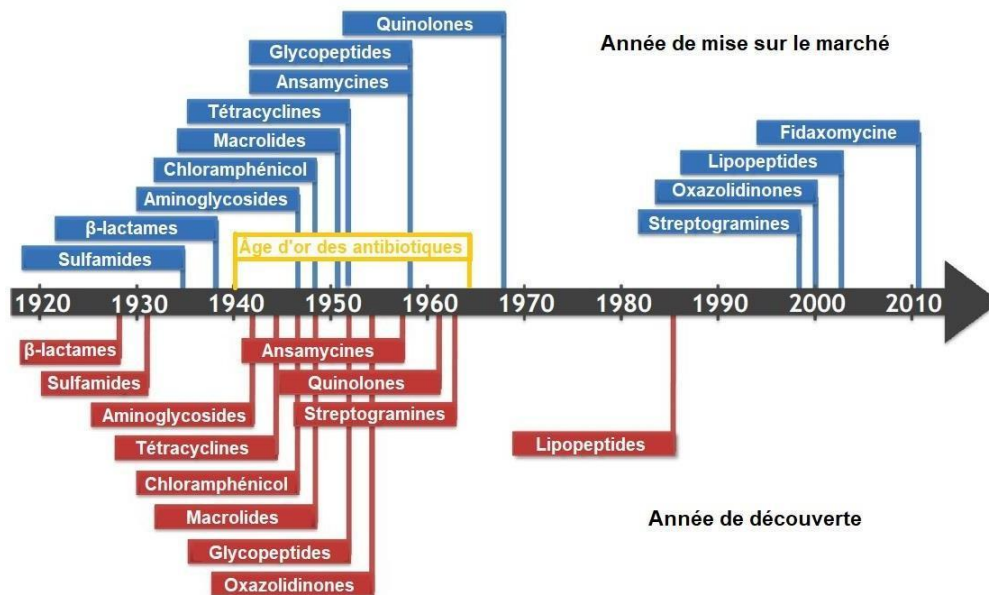 Quinolones
Année de mise sur le marché
Glycopeptides
Ansamycines
Tétracyclines
Fidaxomycine
Macrolides
Lipopeptides
Chloramphénicol
Oxazolidinones
Aminoglycosides
Streptogramines
β-lactames
Âge d'or des antibiotiques
Sulfamides
1920 1930 1940 1950 1960 1970 1980 1990 2000 2010
β-lactames
Ansamycines
Sulfamides
Quinolones
Aminoglycosides
Streptogramines
Tétracyclines
Lipopeptides
Chloramphénicol
Macrolides
Année de découverte
Glycopeptides
Oxazolidinones